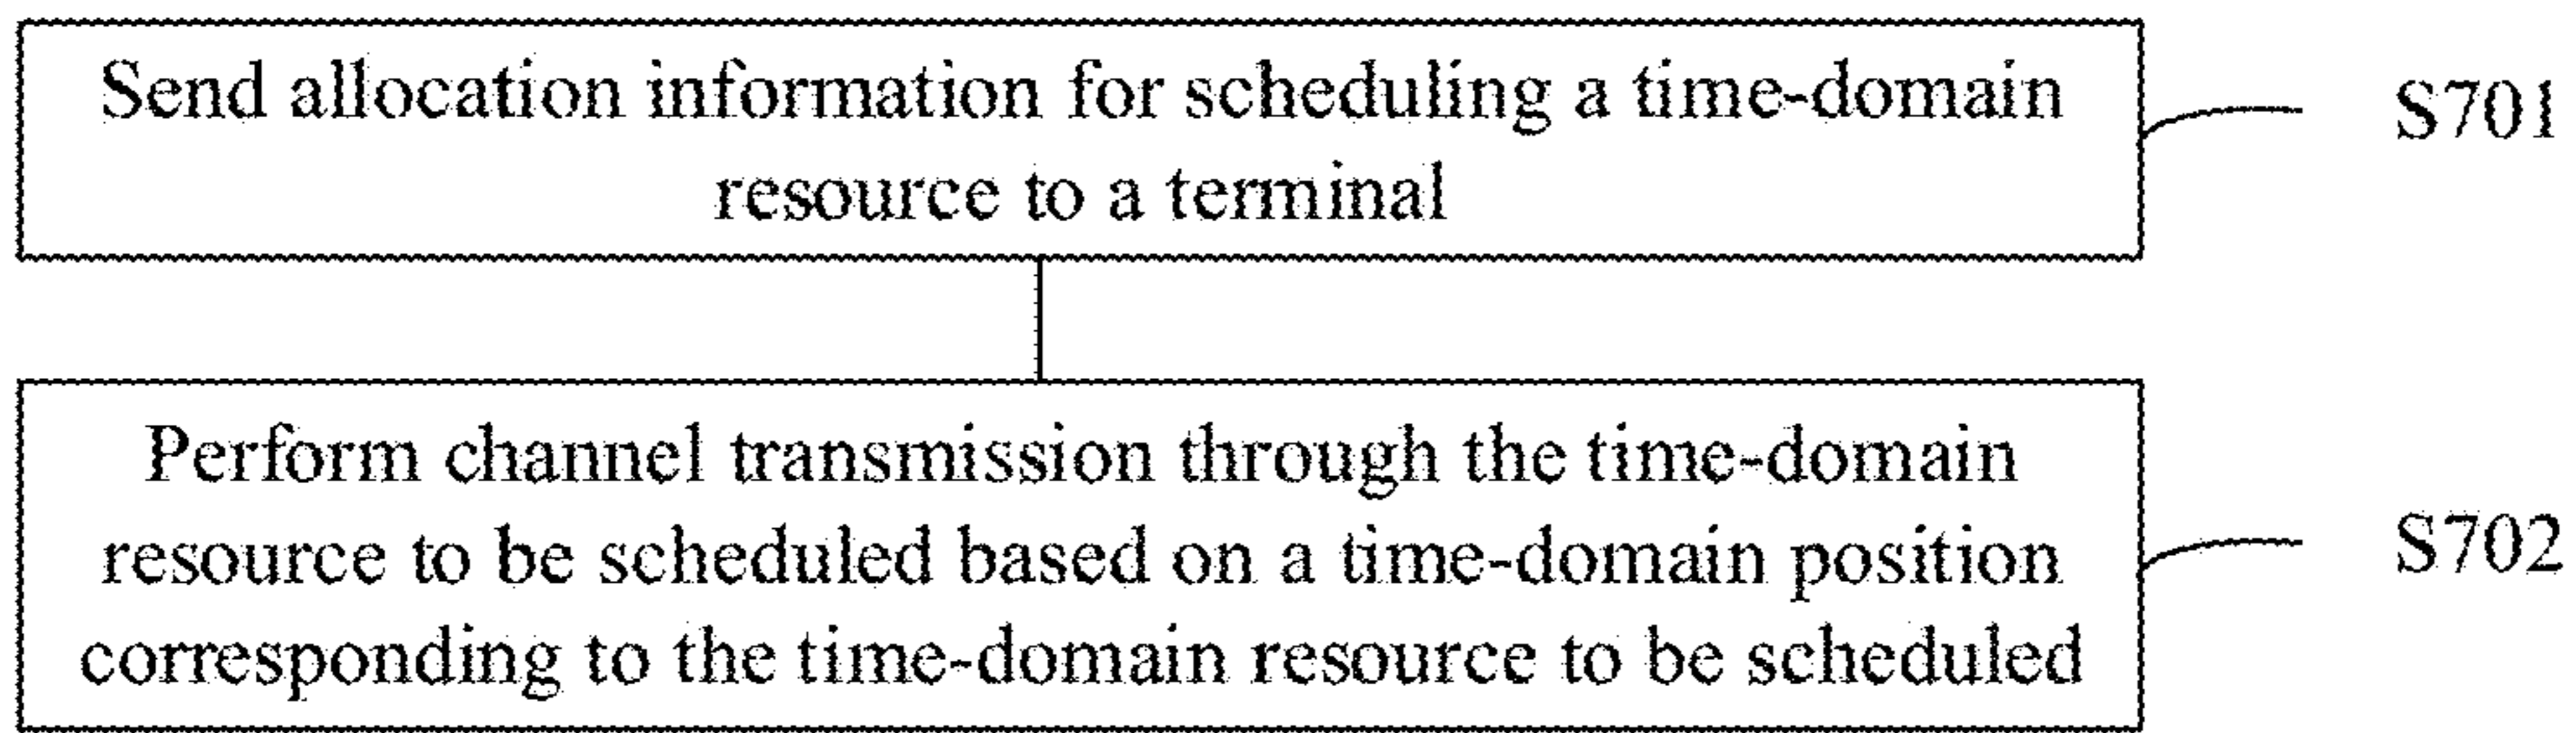 Send allocation information for scheduling a time-domain
resource to a terminal
S701
Perform channel transmission through the time-domain
resource to be scheduled based on a time-domain position
corresponding to the time-domain resource to be scheduled
S702